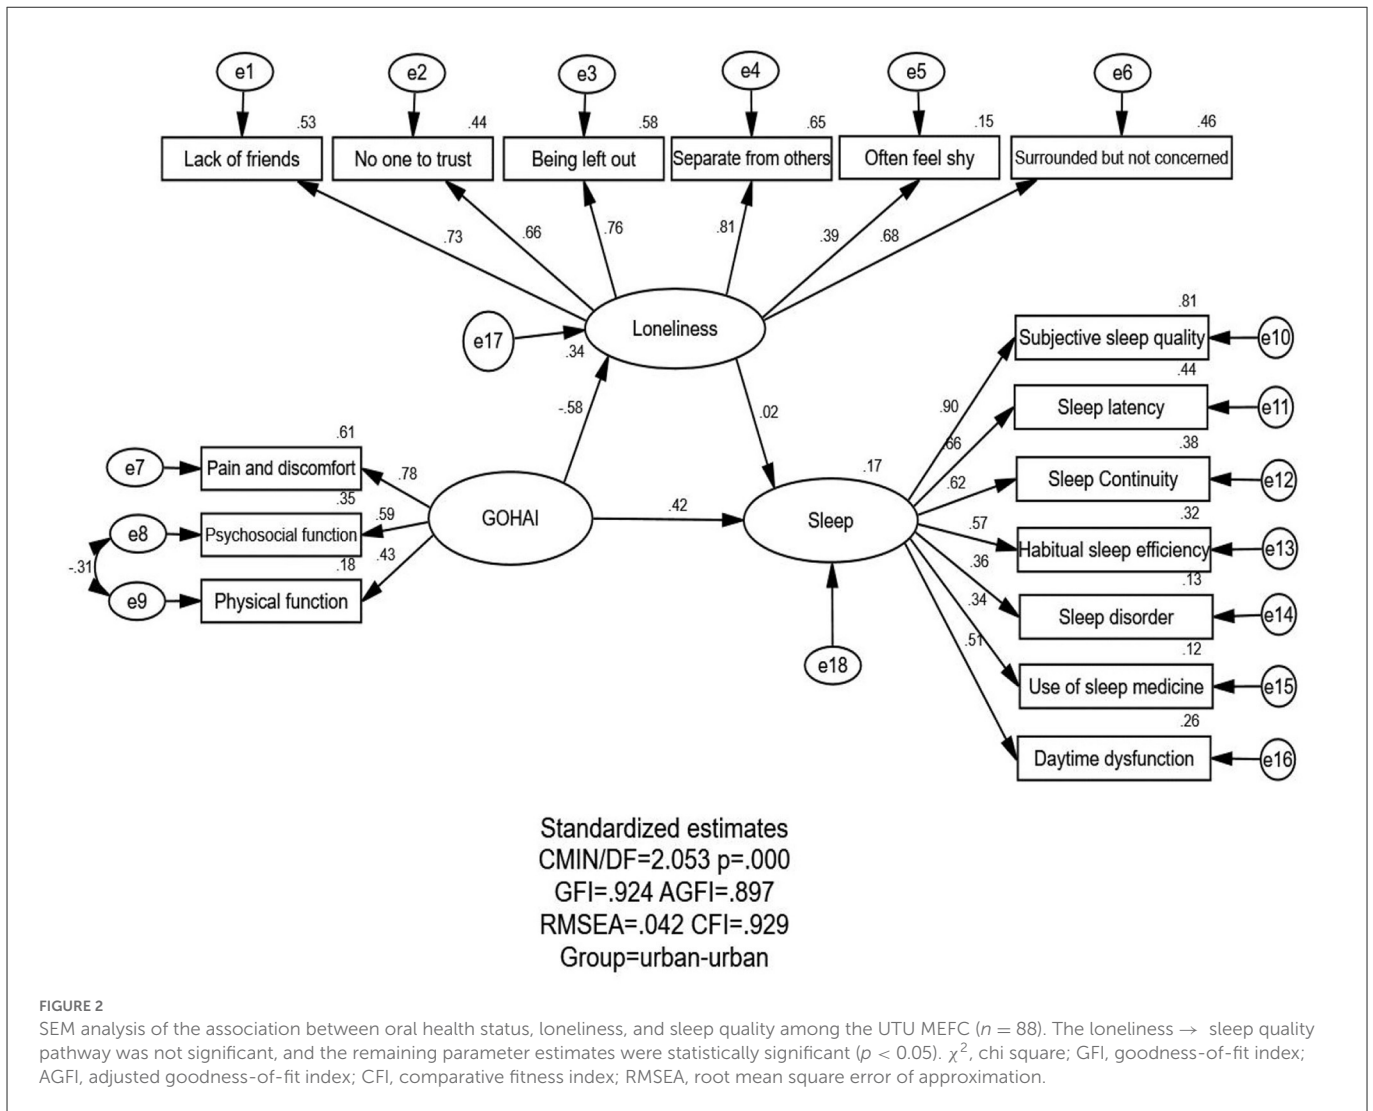 e1
e2
e3
e4
e5
e6
.53
.44
.58
.65
.15
.46
Lack of friends
No one to trust
Being left out
Separate from others
Often feel shy
Surrounded but not concerned
.73
.66
.76
.81
.39
.68
Loneliness
e17
.34
-.58
.02
.61
e7
Pain and discomfort
.78
.35
e8
Psychosocial function
.59
-.31
.18
e9
Physical function
.43
GOHAI
.42
.17
Sleep
e18
.81
.90
Subjective sleep quality
e10
.44
.66
Sleep latency
e11
.38
.62
Sleep Continuity
e12
.32
.57
Habitual sleep efficiency
e13
.13
.36
Sleep disorder
e14
.12
.34
Use of sleep medicine
e15
.26
.51
Daytime dysfunction
e16
Standardized estimates
CMIN/DF=2.053 p=.000
GFI=.924 AGFI=.897
RMSEA=.042 CFI=.929
Group=urban-urban
FIGURE 2
SEM analysis of the association between oral health status, loneliness, and sleep quality among the UTU MEFC (n = 88). The loneliness → sleep quality
pathway was not significant, and the remaining parameter estimates were statistically significant (p < 0.05). χ², chi square; GFI, goodness-of-fit index;
AGFI, adjusted goodness-of-fit index; CFI, comparative fitness index; RMSEA, root mean square error of approximation.